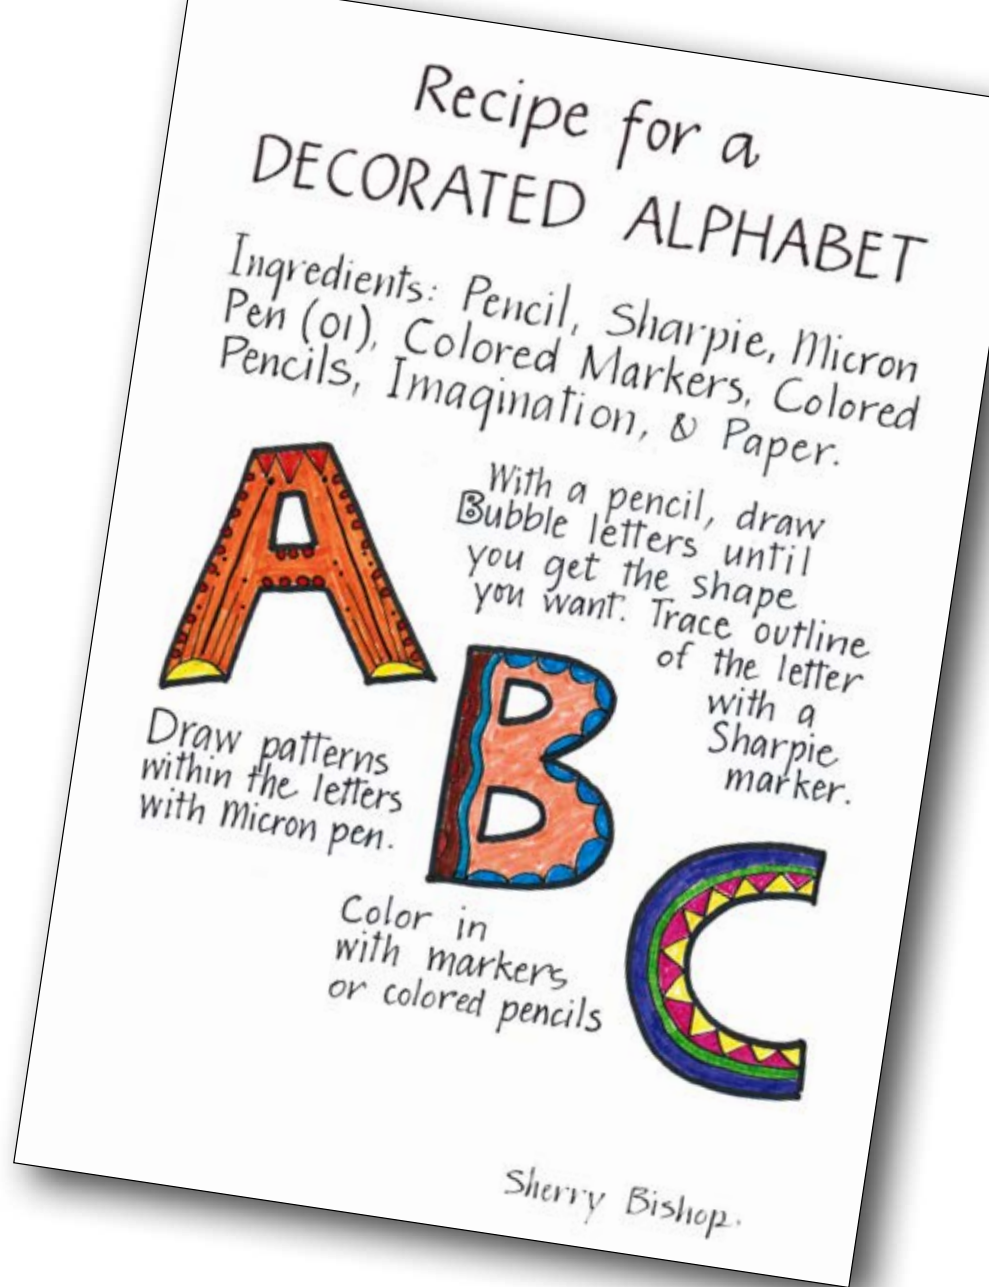 Recipe for a
DECORATED ALPHABET
Ingredients: Pencil, Sharpie, Micron
Pen (01), Colored Markers, Colored
Pencils, Imagination, & Paper.
A
With a pencil, draw
Bubble letters until
you get the shape
you want. Trace outline
of the letter
with a
Sharpie
marker.
B
Draw patterns
within the letters
with Micron pen.
C
Color in
with markers
or colored pencils
Sherry Bishop.